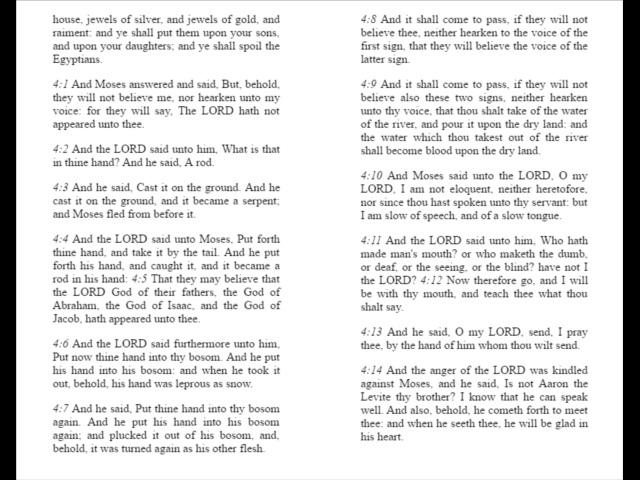 house, jewels of silver, and jewels of gold, and
raiment: and ye shall put them upon your sons,
and upon your daughters; and ye shall spoil the
Egyptians.
4:1 And Moses answered and said, But, behold,
they will not believe me, nor hearken unto my
voice: for they will say, The LORD hath not
appeared unto thee.
4:2 And the LORD said unto him, What is that
in thine hand? And he said, A rod.
4:3 And he said, Cast it on the ground. And he
cast it on the ground, and it became a serpent;
and Moses fled from before it.
4:4 And the LORD said unto Moses, Put forth
thine hand, and take it by the tail. And he put
forth his hand, and caught it, and it became a
rod in his hand: 4:5 That they may believe that
the LORD God of their fathers, the God of
Abraham, the God of Isaac, and the God of
Jacob, hath appeared unto thee.
4:6 And the LORD said furthermore unto him,
Put now thine hand into thy bosom. And he put
his hand into his bosom: and when he took it
out, behold, his hand was leprous as snow.
4:7 And he said, Put thine hand into thy bosom
again. And he put his hand into his bosom
again; and plucked it out of his bosom, and,
behold, it was turned again as his other flesh.
4:8 And it shall come to pass, if they will not
believe thee, neither hearken to the voice of the
first sign, that they will believe the voice of the
latter sign.
4:9 And it shall come to pass, if they will not
believe also these two signs, neither hearken
unto thy voice, that thou shalt take of the water
of the river, and pour it upon the dry land: and
the water which thou takest out of the river
shall become blood upon the dry land.
4:10 And Moses said unto the LORD, O my
LORD, I am not eloquent, neither heretofore,
nor since thou hast spoken unto thy servant: but
I am slow of speech, and of a slow tongue.
4:11 And the LORD said unto him, Who hath
made man's mouth? or who maketh the dumb,
or deaf, or the seeing, or the blind? have not I
the LORD? 4:12 Now therefore go, and I will
be with thy mouth, and teach thee what thou
shalt say.
4:13 And he said, O my LORD, send, I pray
thee, by the hand of him whom thou wilt send.
4:14 And the anger of the LORD was kindled
against Moses, and he said, Is not Aaron the
Levite thy brother? I know that he can speak
well. And also, behold, he cometh forth to meet
thee: and when he seeth thee, he will be glad in
his heart.